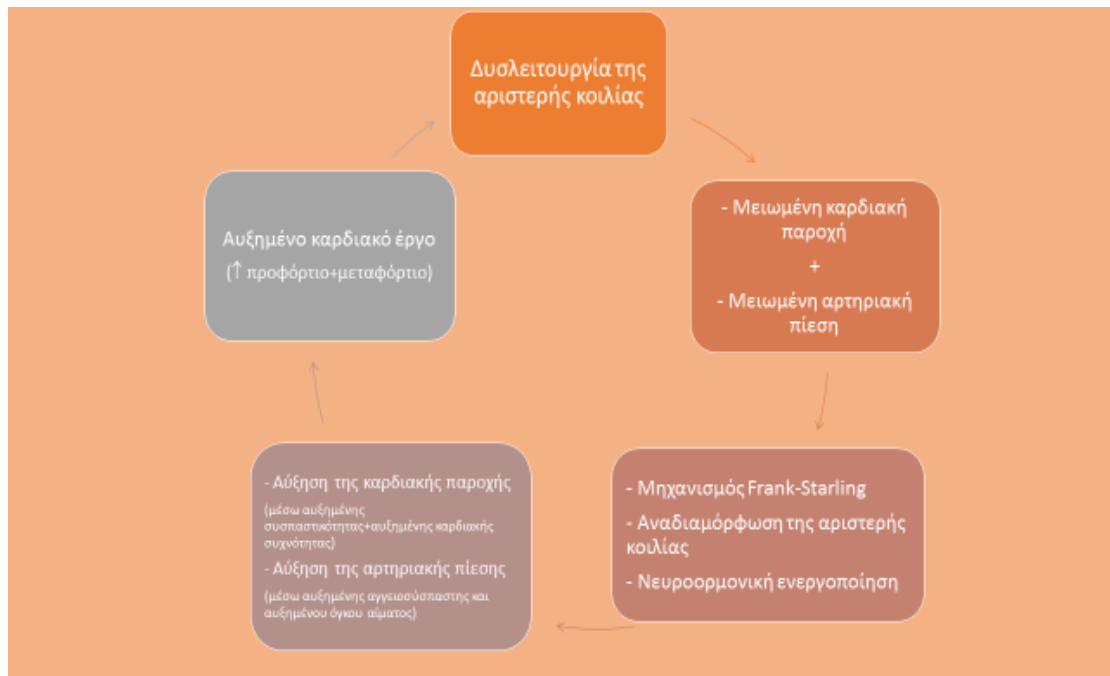 Δυσλειτουργία της
αριστερής κοιλίας
- Μειωμένη καρδιακή
παροχή
+
- Μειωμένη αρτηριακή
πίεση
- Μηχανισμός Frank-Starling
- Αναδιαμόρφωση της αριστερής
κοιλίας
- Νευροορμονική ενεργοποίηση
- Αύξηση της καρδιακής παροχής
(μέσω αυξημένης
συσπαστικότητας+αυξημένης καρδιακής
συχνότητας)
- Αύξηση της αρτηριακής πίεσης
(μέσω αυξημένης αγγειοσύσπαστης και
αυξημένου όγκου αίματος)
Αυξημένο καρδιακό έργο
(↑ προφόρτιο+μεταφόρτιο)